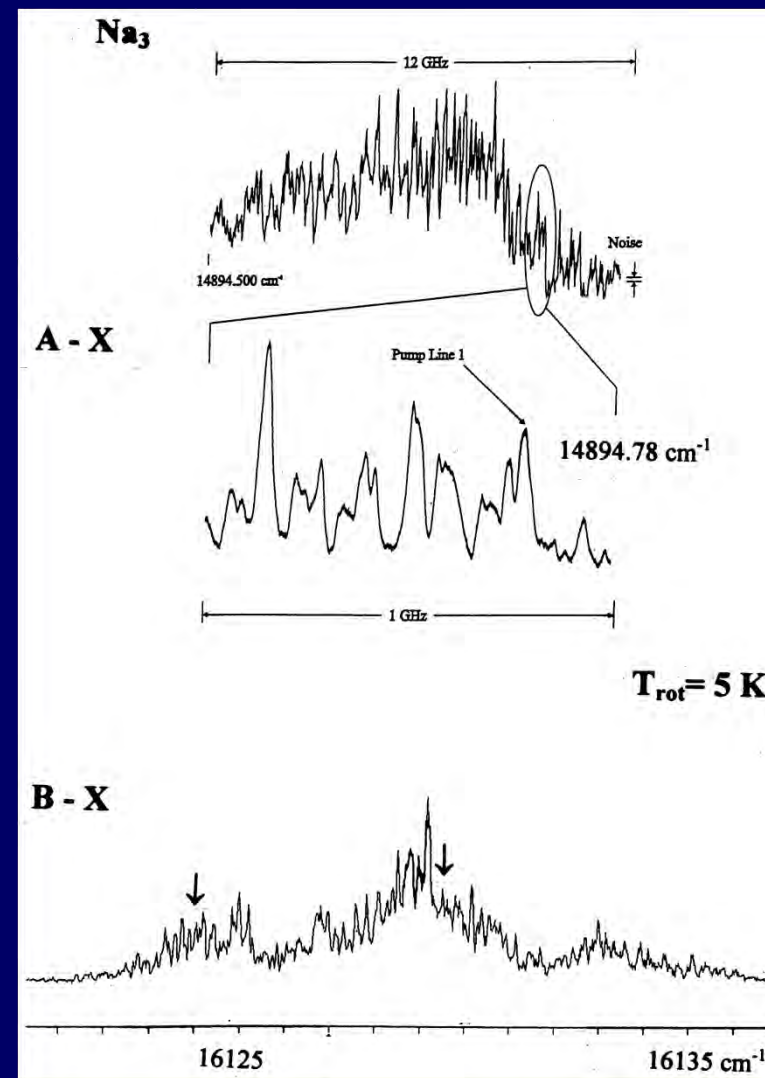 Na₃
12 GHz
Noise
14894.500 cm⁻¹
A - X
Pump Line 1
14894.78 cm⁻¹
1 GHz
Tᵣₒₜ= 5 K
B - X
16125
16135 cm⁻¹